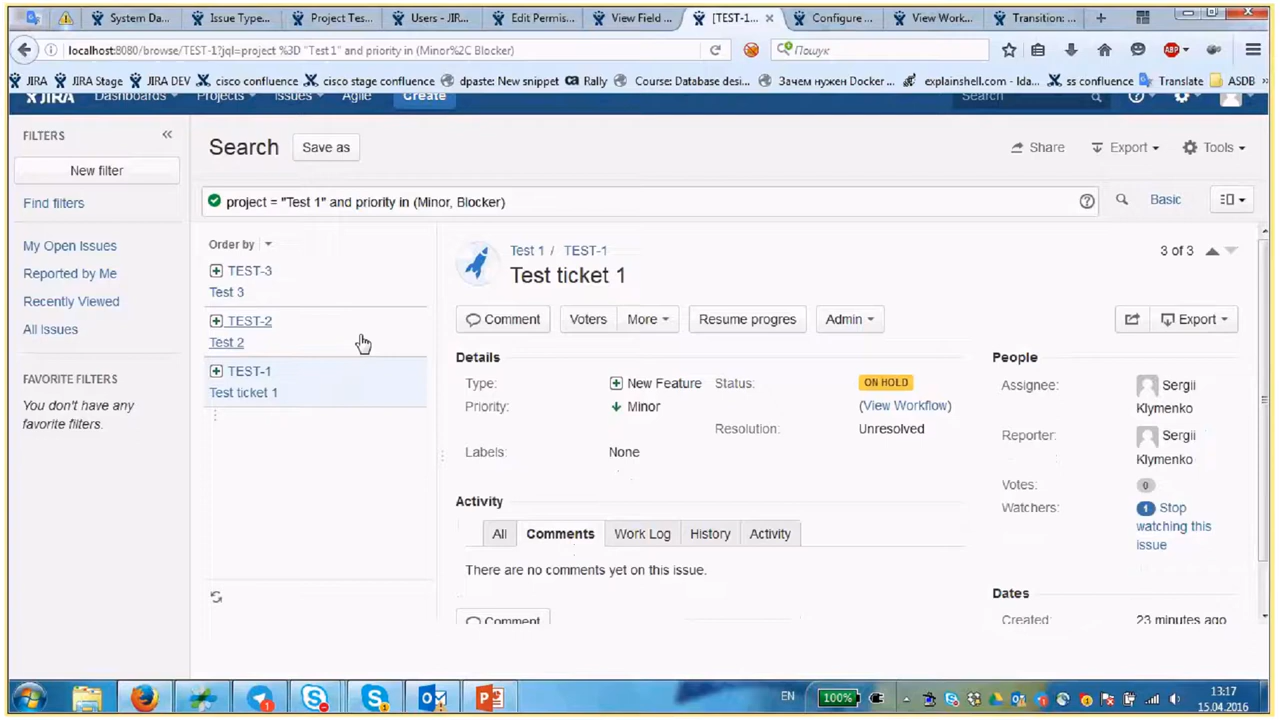 System Da...
Issue Type...
Project Tes...
Users - JIR...
Edit Permis...
View Field ...
[TEST-1...
Configure ...
View Work...
Transition: ...
localhost:8080/browse/TEST-1?jql=project %3D "Test 1" and priority in (Minor%2C Blocker)
Пошук
ABP
JIRA
JIRA Stage
JIRA DEV
cisco confluence
cisco stage confluence
dpaste: New snippet
CA Rally
Course: Database desi...
Зачем нужен Docker ...
explainshell.com - Ida...
ss confluence
Translate
ASDB
JIRA
Dashboards
Projects
Issues
Agile
Create
Search
FILTERS
New filter
Find filters
My Open Issues
Reported by Me
Recently Viewed
All Issues
FAVORITE FILTERS
You don't have any
favorite filters.
Search
Save as
Share
Export
Tools
project = "Test 1" and priority in (Minor, Blocker)
Basic
Order by
TEST-3
Test 3
TEST-2
Test 2
TEST-1
Test ticket 1
Test 1 / TEST-1
Test ticket 1
3 of 3
Comment
Voters
More
Resume progres
Admin
Export
Details
Type: New Feature
Status: ON HOLD
(View Workflow)
Priority: Minor
Resolution: Unresolved
Labels: None
Activity
All
Comments
Work Log
History
Activity
There are no comments yet on this issue.
Comment
People
Assignee: Sergii
Klymenko
Reporter: Sergii
Klymenko
Votes: 0
Watchers: 1 Stop
watching this
issue
Dates
Created: 23 minutes ago
EN
100%
13:17
15.04.2016